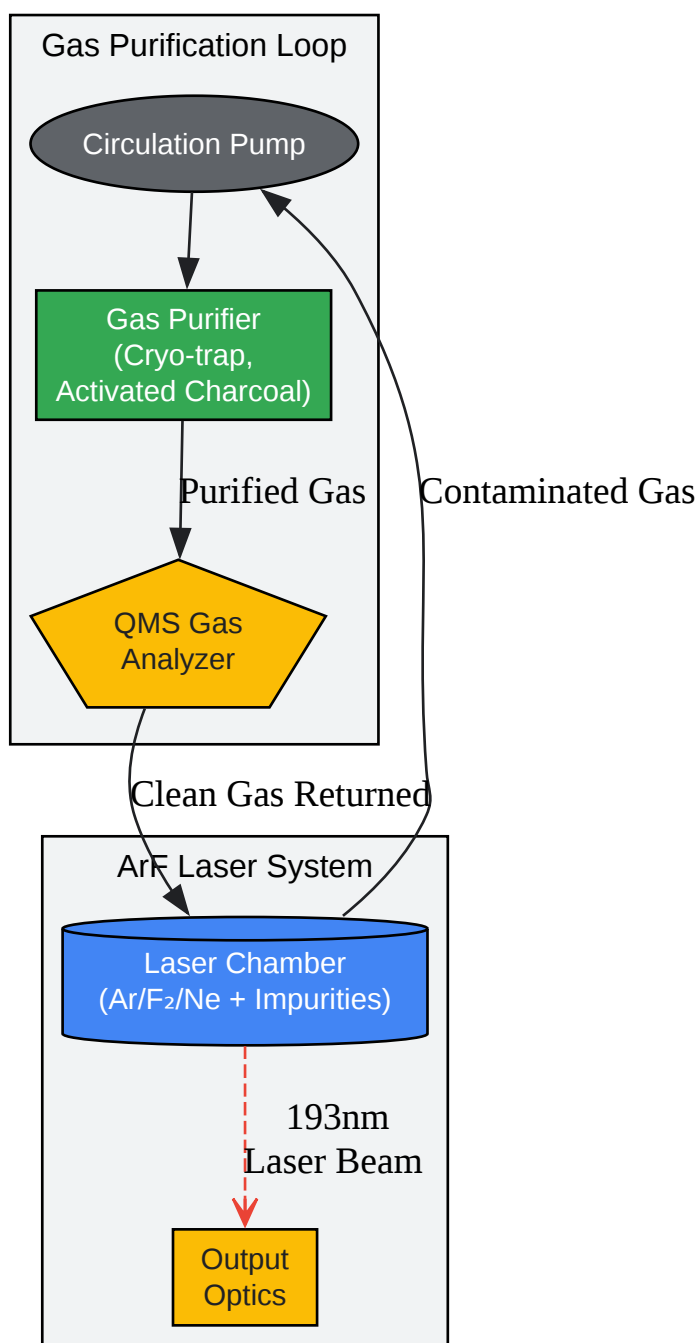 Gas Purification Loop
Circulation Pump
Gas Purifier
(Cryo-trap,
Activated Charcoal)
Purified Gas
Contaminated Gas
QMS Gas
Analyzer
Clean Gas Returned
ArF Laser System
Laser Chamber
(Ar/F₂/Ne + Impurities)
193nm
Laser Beam
Output
Optics